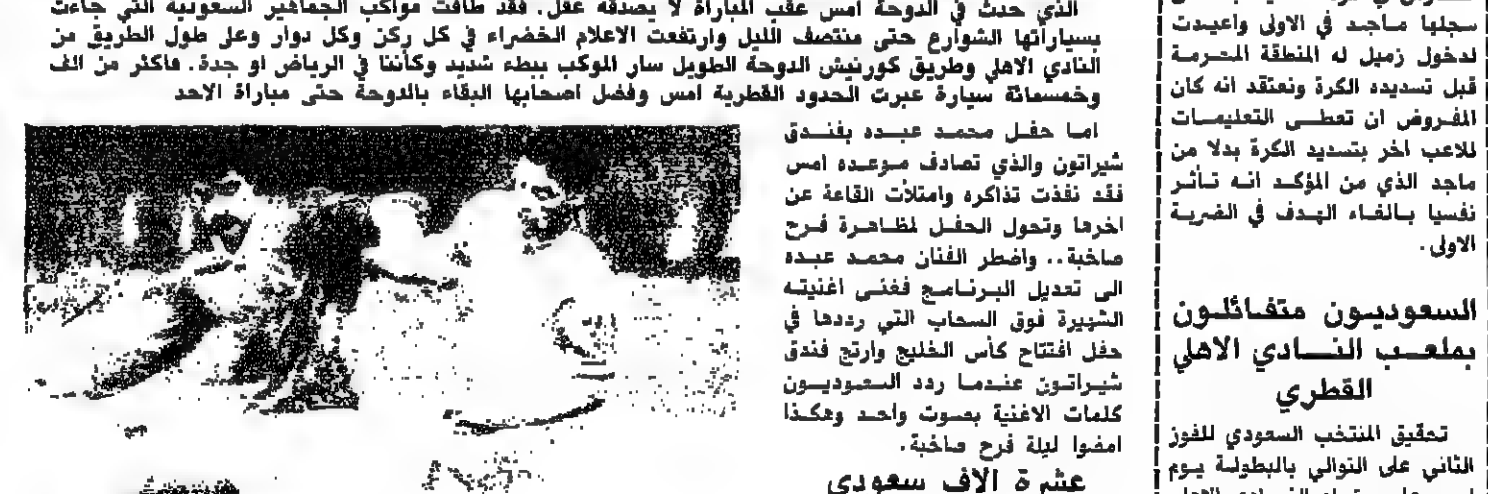 الذي حدث في الدوحة امس عقب المباراة لا يصدقه عقل. فقد طافت مواكب الجماهير السعودية التي جاءت
بسياراتها الشوارع حتى منتصف الليل وارتفعت الاعلام الخضراء في كل ركن وكل دوار وعلى طول الطريق من
النادي الاهلي وطريق كورنيش الدوحة الطويل سار الموكب ببطء شديد وكأننا في الرياض او جدة. فاكثر من الف
وخمسمائة سيارة عبرت الحدود القطرية امس وفضل اصحابها البقاء بالدوحة حتى مباراة الاحد
اما حفل محمد عبده بفندق
شيراتون والذي تصادف موعده امس
فقد نفذت تذاكره وامتلأت القاعة عن
اخرها وتحول الحفل لمظاهرة فرح
صاخبة.. واضطر الفنان محمد عبده
الى تعديل البرنامج فغنى اغنيته
الشهيرة فوق السحاب التي رددها في
حفل افتتاح كأس الخليج وارتج فندق
شيراتون عندما ردد السعوديون
كلمات الاغنية بصوت واحد وهكذا
امضوا ليلة فرح صاخبة.
عشرة الاف سعودي
سجلها ماجد في الاولى واعيدت
لدخول زميل له المنطقة المحرمة
قبل تسديده الكرة ونعتقد انه كان
المفروض ان تعطى التعليمات
للاعب اخر بتسديد الكرة بدلا من
ماجد الذي من المؤكد انه تأثر
نفسيا بالغاء الهدف في الضربة
الاولى.
السعوديون متفائلون
بملعب النادي الاهلي
القطري
تحقيق المنتخب السعودي للفوز
الثاني على التوالي بالبطولة يوم